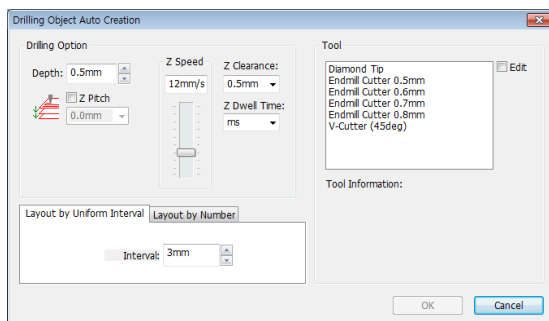 Drilling Object Auto Creation
Drilling Option
Depth: 0.5mm
Z Pitch
0.0mm
Z Speed
12mm/s
Z Clearance:
0.5mm
Z Dwell Time:
ms
Tool
Diamond Tip
Endmill Cutter 0.5mm
Endmill Cutter 0.6mm
Endmill Cutter 0.7mm
Endmill Cutter 0.8mm
V-Cutter (45deg)
Edit
Tool Information:
Layout by Uniform Interval Layout by Number
Interval: 3mm
OK Cancel